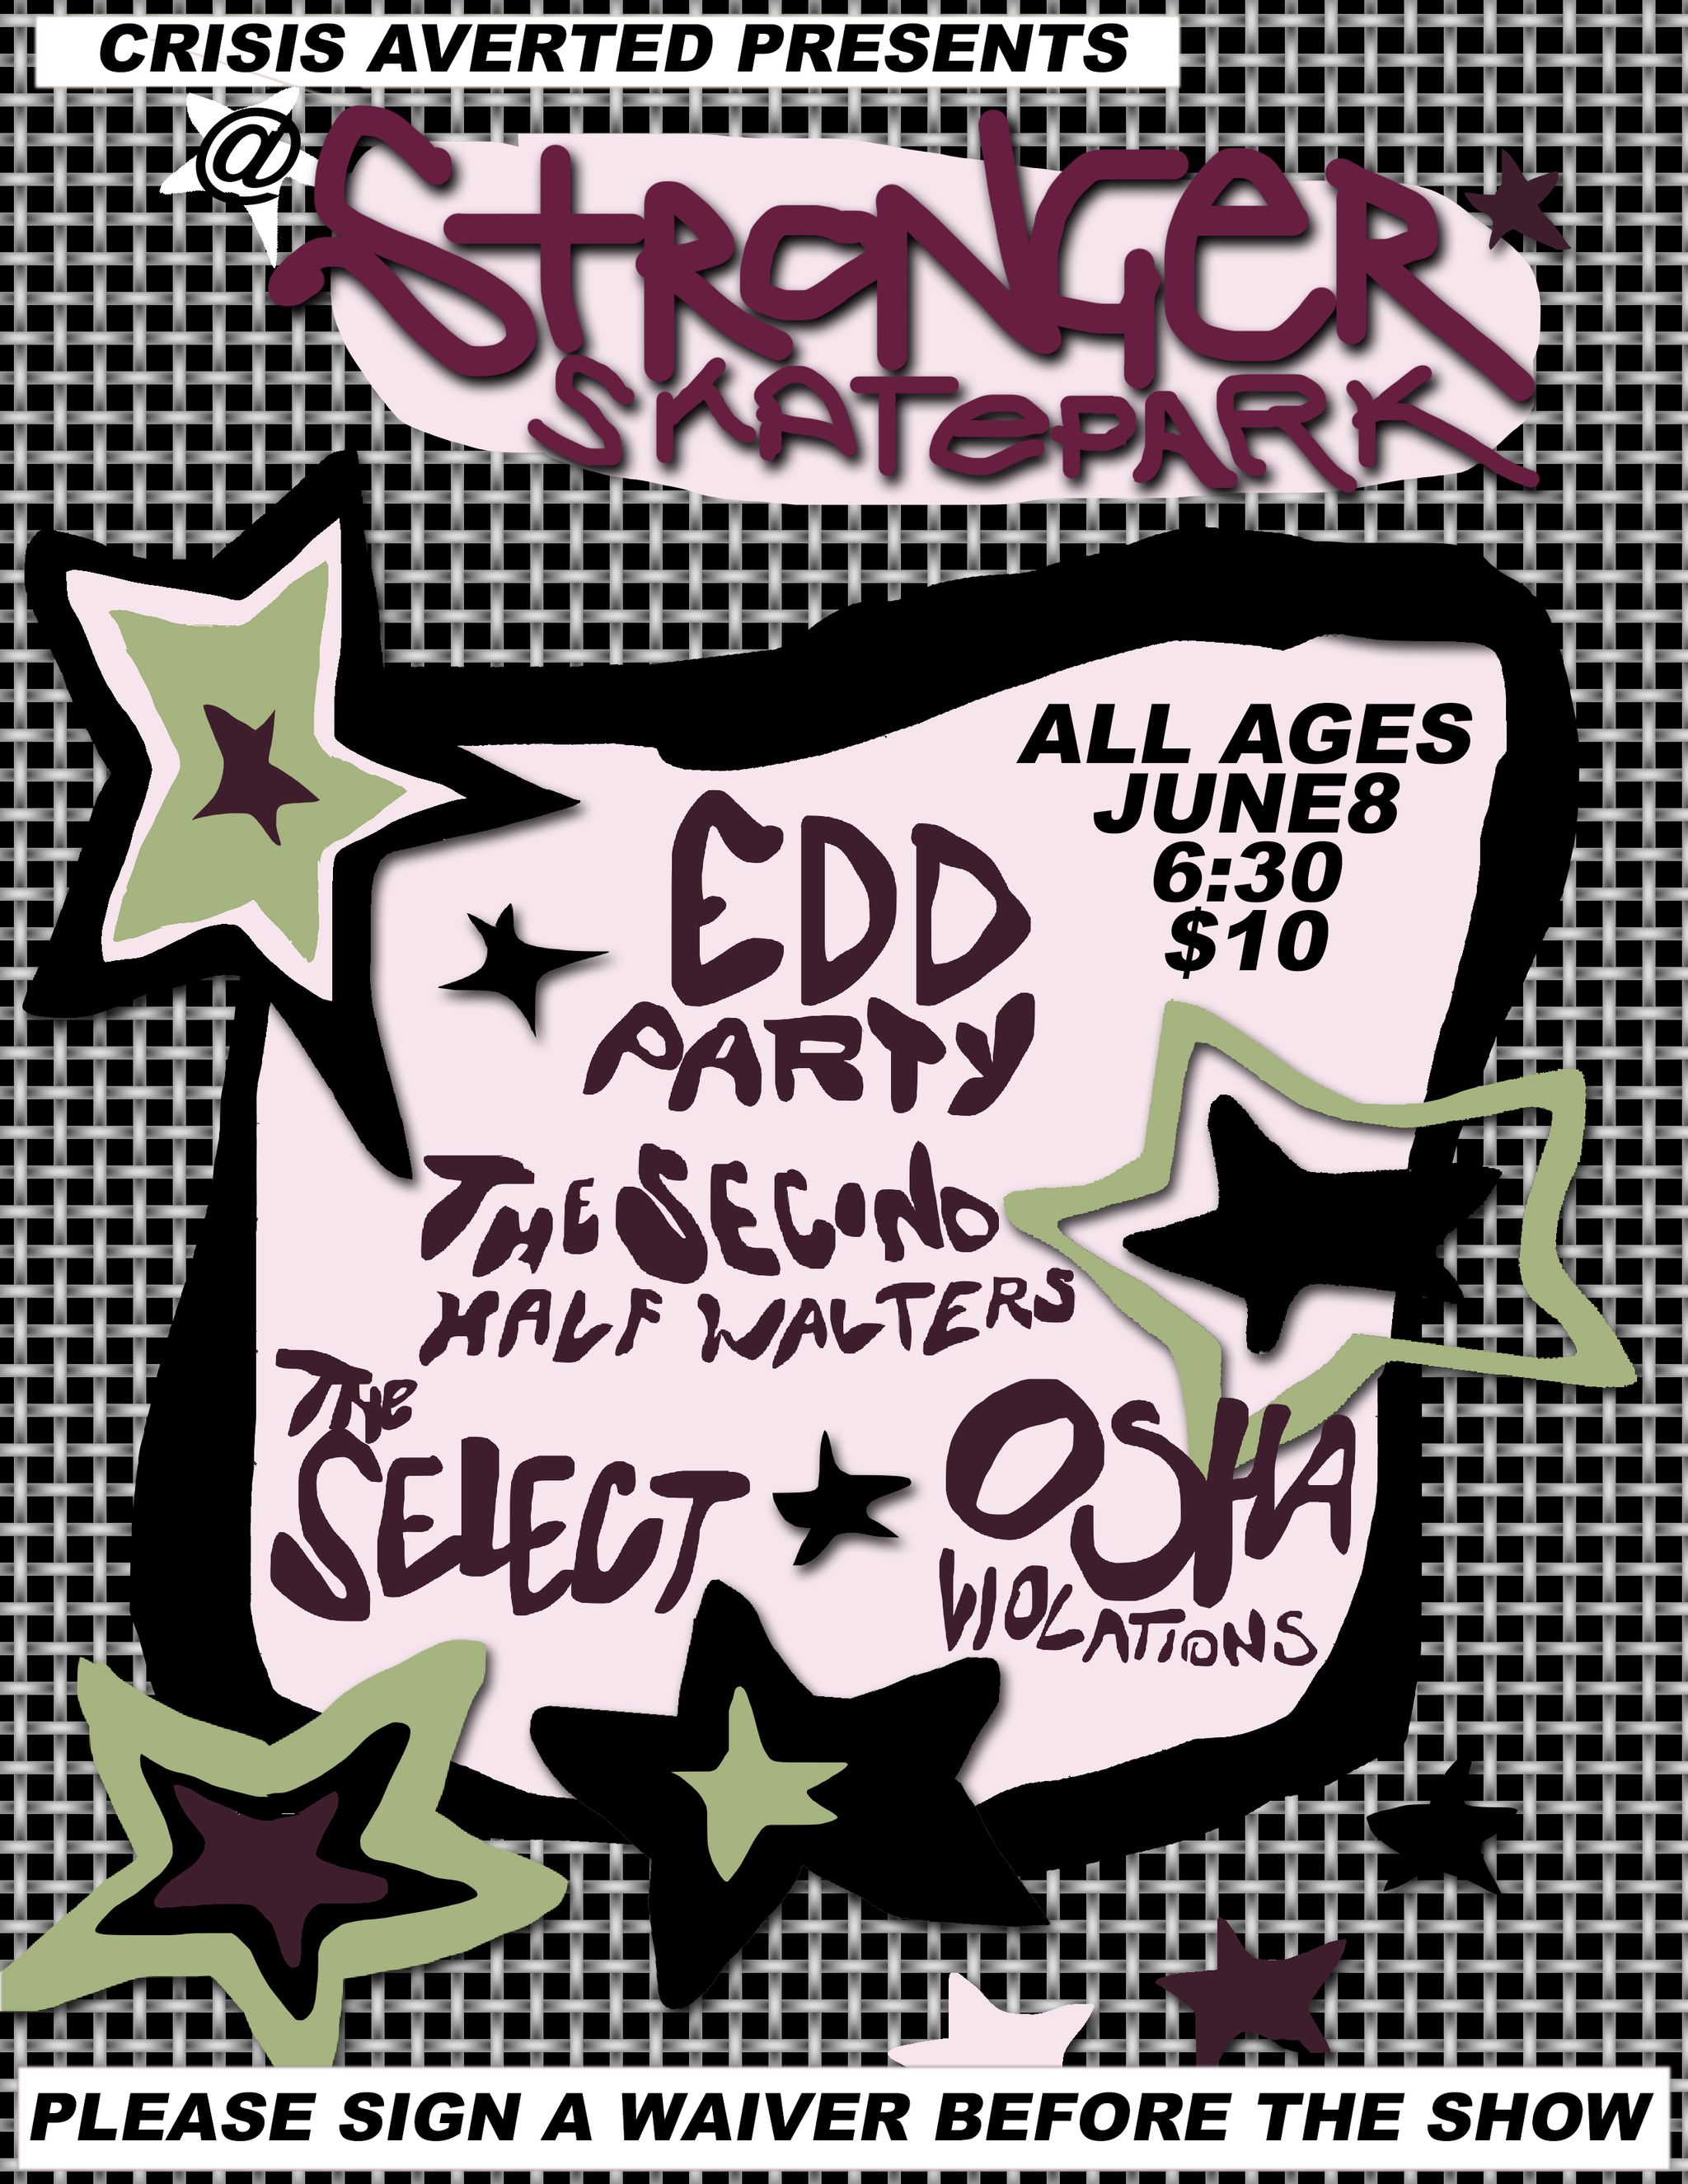 CRISIS AVERTED PRESENTS
@
STRONGER
SKATEPARK
ALL AGES
JUNE8
6:30
$10
EDD
PARTY
THE SECOND
HALF WALTERS
THE
SELECT
OSHA
VIOLATIONS
PLEASE SIGN A WAIVER BEFORE THE SHOW